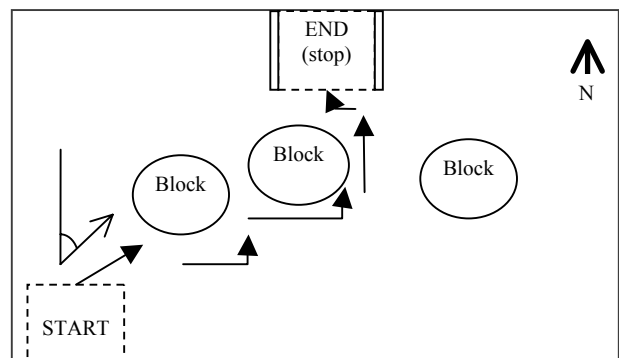 END
(stop)
N
Block
Block
Block
START